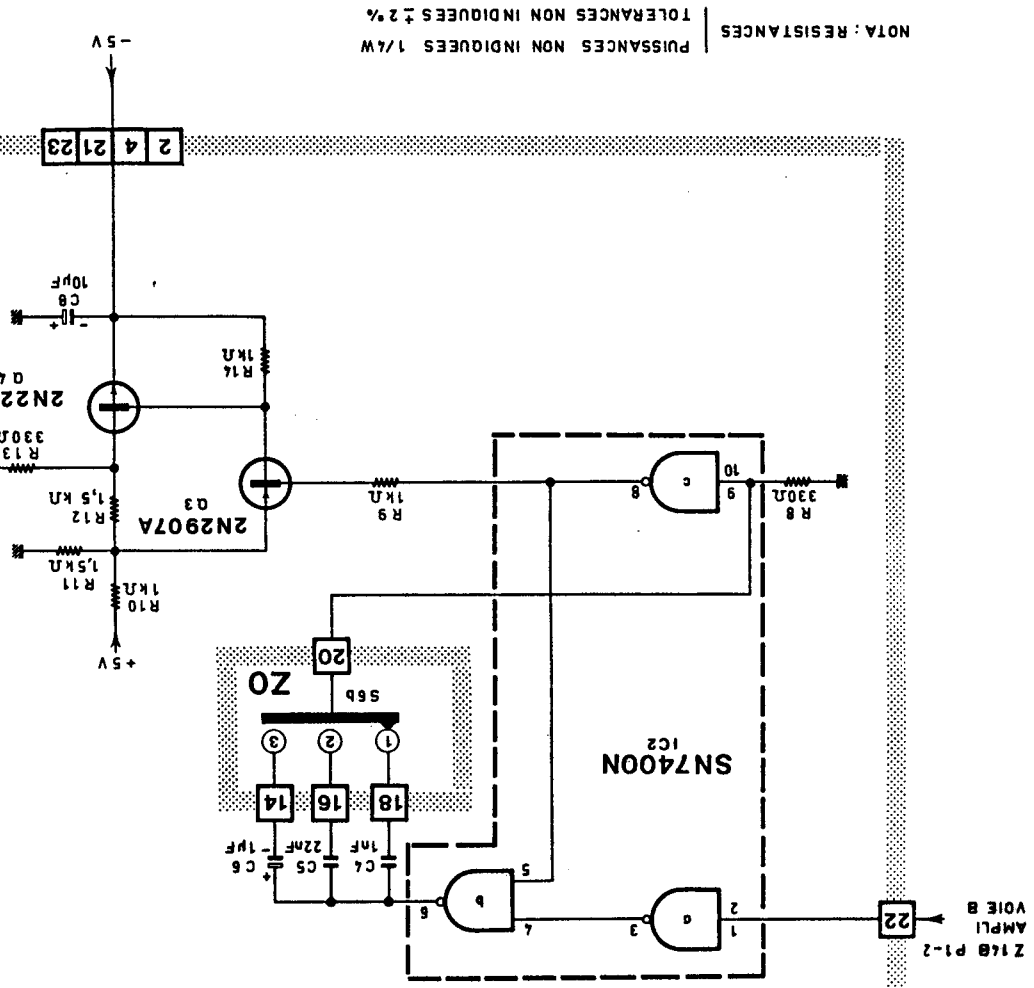 Z14B P1-2
AMPLI
VOIE B
22
1
2
a
3
4
5
b
6
C4
1nF
C5
22nF
C6
+
- 1µF
18
16
14
SN7400N
IC2
1
2
3
S6b
ZO
20
+5V
R10
1kΩ
R11
1,5kΩ
R12
1,5 kΩ
R8
330Ω
9
10
c
8
R9
1kΩ
2N2907A
Q3
R13
330Ω
2N22
Q4
R14
1kΩ
C8
10µF
-
+
2
4
21
23
-5V
NOTA: RESISTANCES
PUISSANCES NON INDIQUEES 1/4W
TOLERANCES NON INDIQUEES ±2%